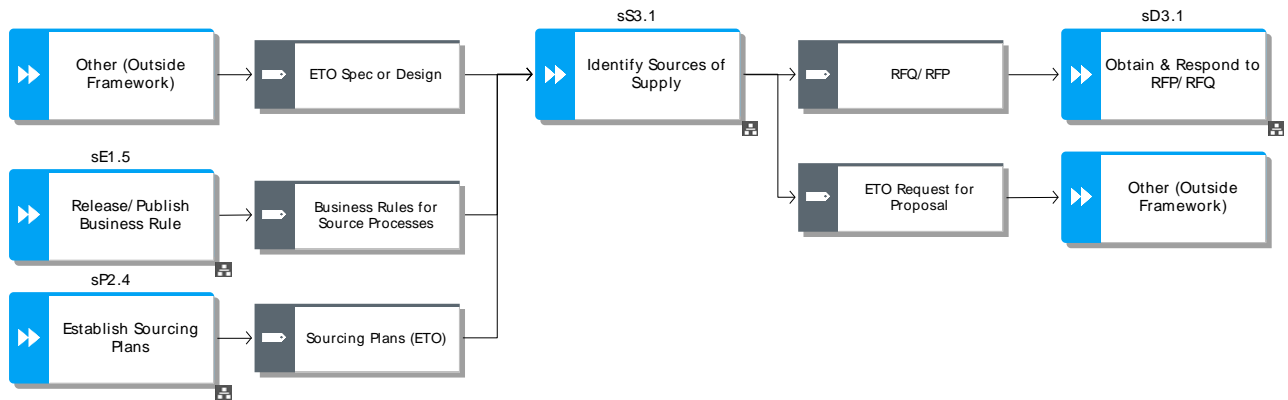 sS3.1
sD3.1
Other (Outside
Framework)
ETO Spec or Design
Identify Sources of
Supply
RFQ/ RFP
Obtain & Respond to
RFP/ RFQ
sE1.5
Release/ Publish
Business Rule
Business Rules for
Source Processes
ETO Request for
Proposal
Other (Outside
Framework)
sP2.4
Establish Sourcing
Plans
Sourcing Plans (ETO)